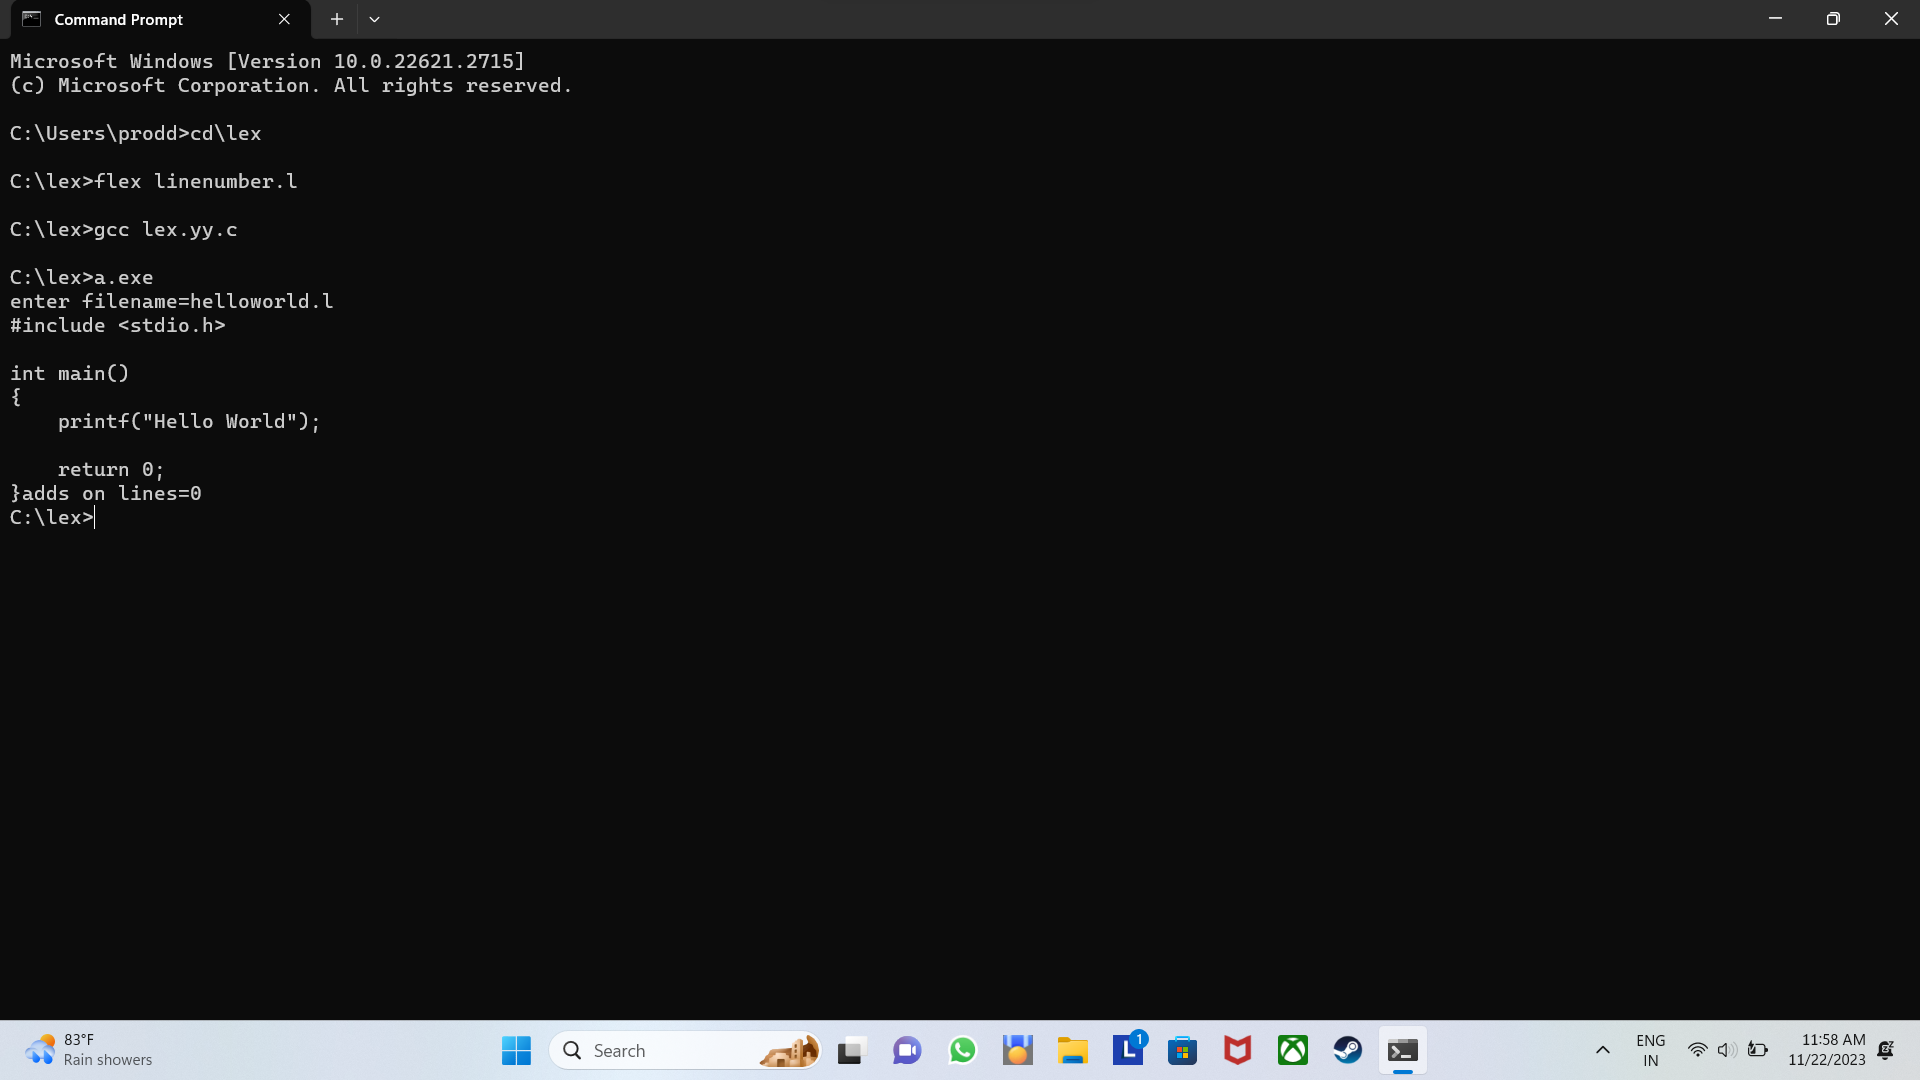 Command Prompt
Microsoft Windows [Version 10.0.22621.2715]
(c) Microsoft Corporation. All rights reserved.
C:\Users\prodd>cd\lex
C:\lex>flex linenumber.l
C:\lex>gcc lex.yy.c
C:\lex>a.exe
enter filename=helloworld.l
#include <stdio.h>
int main()
{
    printf("Hello World");
    return 0;
}adds on lines=0
C:\lex>
83°F
Rain showers
Search
L
1
ENG
IN
11:58 AM
11/22/2023